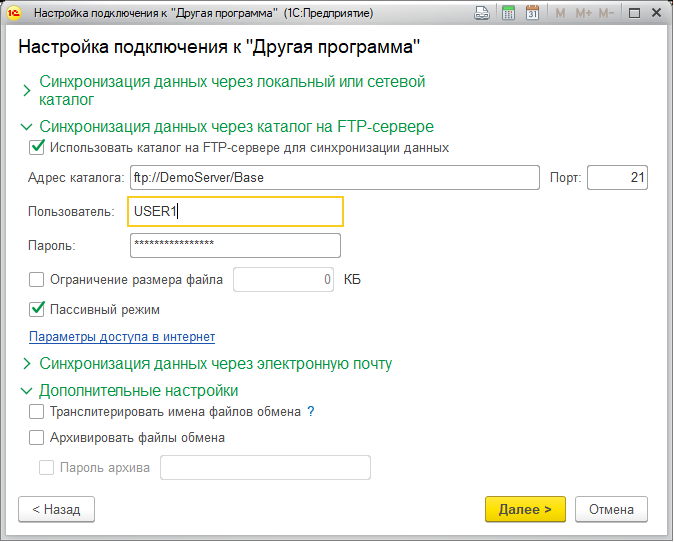 Настройка подключения к "Другая программа" (1С:Предприятие)
M M+ M-
Настройка подключения к "Другая программа"
Синхронизация данных через локальный или сетевой
каталог
Синхронизация данных через каталог на FTP-сервере
Использовать каталог на FTP-сервере для синхронизации данных
Адрес каталога: ftp://DemoServer/Base Порт: 21
Пользователь: USER1
Пароль: ****************
Ограничение размера файла 0 КБ
Пассивный режим
Параметры доступа в интернет
Синхронизация данных через электронную почту
Дополнительные настройки
Транслитерировать имена файлов обмена ?
Архивировать файлы обмена
Пароль архива
< Назад Далее > Отмена